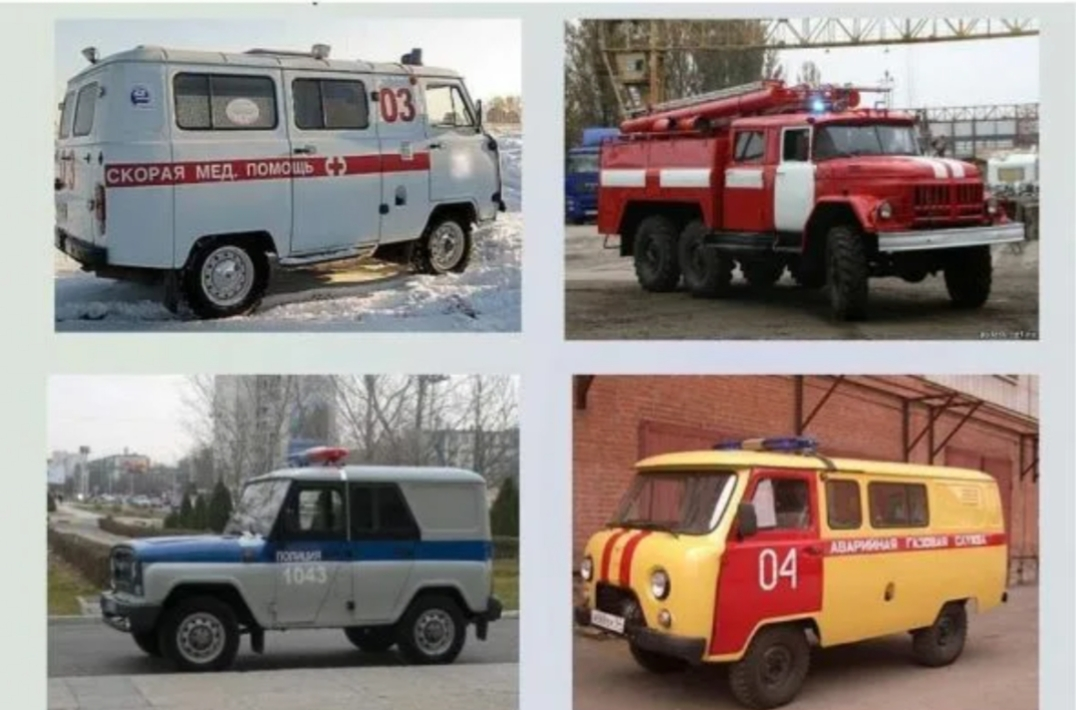 03
СКОРАЯ МЕД. ПОМОЩЬ
ПОЛИЦИЯ
1043
04
АВАРИЙНАЯ ГАЗОВАЯ СЛУЖБА